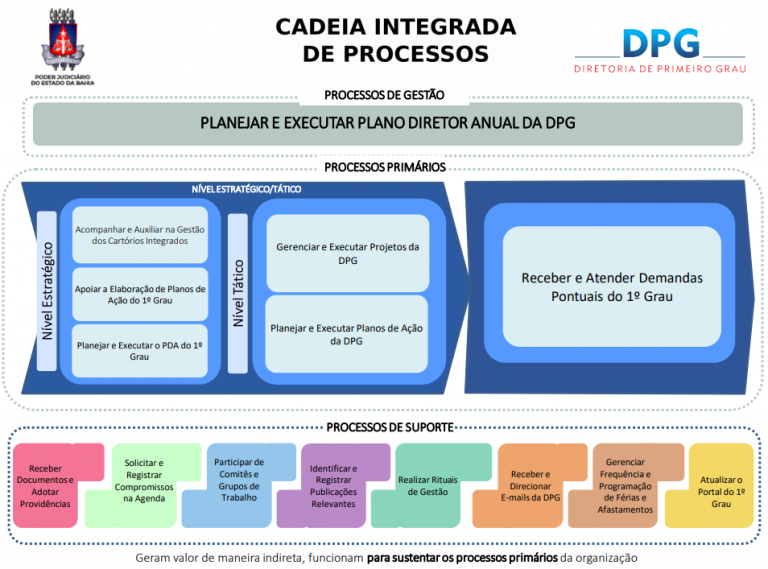 CADEIA INTEGRADA
DE PROCESSOS
PODER JUDICIÁRIO
DO ESTADO DA BAHIA
DPG
DIRETORIA DE PRIMEIRO GRAU
PROCESSOS DE GESTÃO
PLANEJAR E EXECUTAR PLANO DIRETOR ANUAL DA DPG
PROCESSOS PRIMÁRIOS
NÍVEL ESTRATÉGICO/TÁTICO
Nível Estratégico
Acompanhar e Auxiliar na Gestão
dos Cartórios Integrados
Apoiar a Elaboração de Planos de
Ação do 1º Grau
Planejar e Executar o PDA do 1º
Grau
Nível Tático
Gerenciar e Executar Projetos da
DPG
Planejar e Executar Planos de Ação
da DPG
Receber e Atender Demandas
Pontuais do 1º Grau
PROCESSOS DE SUPORTE
Receber
Documentos e
Adotar
Providências
Solicitar e
Registrar
Compromissos
na Agenda
Participar de
Comitês e
Grupos de
Trabalho
Identificar e
Registrar
Publicações
Relevantes
Realizar Rituais
de Gestão
Receber e
Direcionar
E-mails da DPG
Gerenciar
Frequência e
Programação
de Férias e
Afastamentos
Atualizar o
Portal do 1º
Grau
Geram valor de maneira indireta, funcionam para sustentar os processos primários da organização